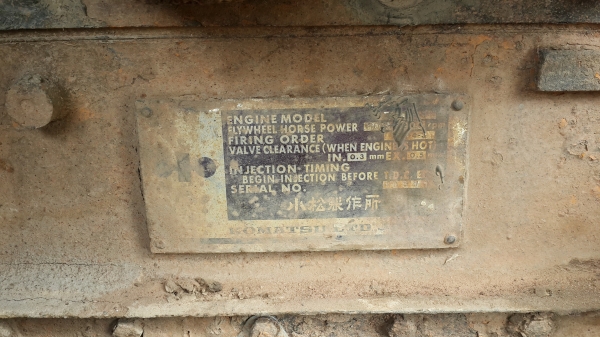 ENGINE MODEL
FLYWHEEL HORSE POWER
FIRING ORDER
VALVE CLEARANCE (WHEN ENGINE IS HOT
IN. 0.3 mm EX.
INJECTION TIMING
BEGIN INJECTION BEFORE T.D.C.
SERIAL NO.
小松製作所
KOMATSU LTD